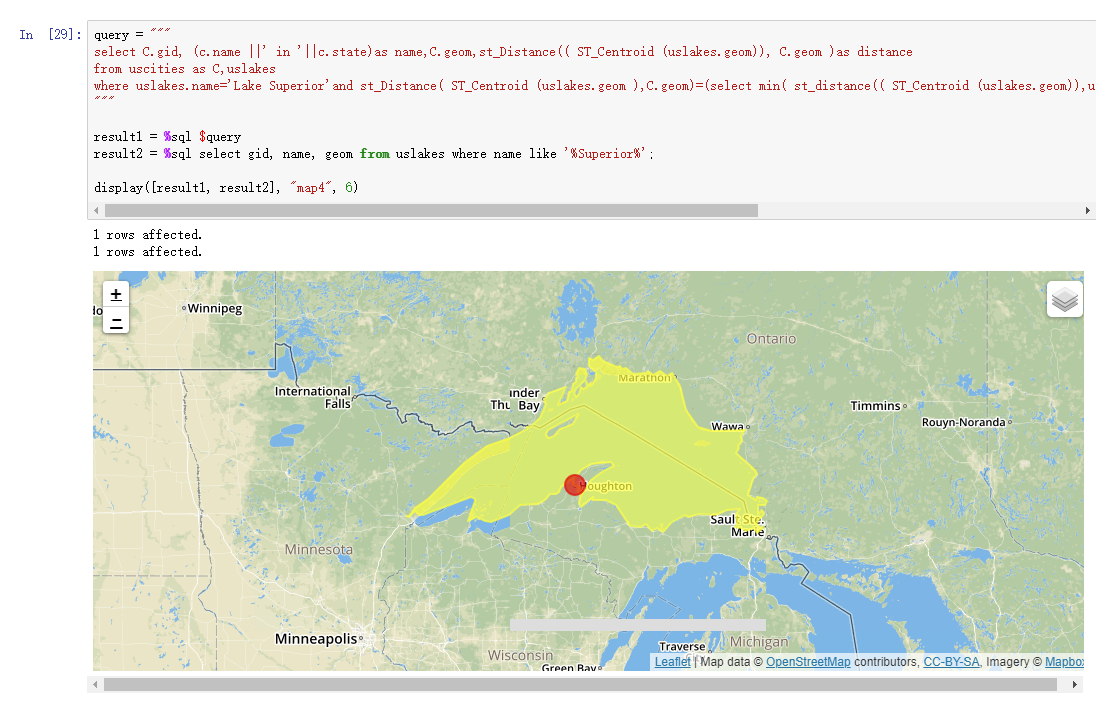 In [29]:
query = """
select C.gid, (c.name ||' in '||c.state)as name,C.geom,st_Distance(( ST_Centroid (uslakes.geom)), C.geom )as distance
from uscities as C,uslakes
where uslakes.name='Lake Superior'and st_Distance( ST_Centroid (uslakes.geom ),C.geom)=(select min( st_distance(( ST_Centroid (uslakes.geom)),u
"""
result1 = %sql $query
result2 = %sql select gid, name, geom from uslakes where name like '%Superior%';
display([result1, result2], "map4", 6)
1 rows affected.
1 rows affected.
+
−
Winnipeg
Ontario
International
Falls
Marathon
under
Thu Bay
Timmins
Rouyn-Noranda
Wawa
oughton
Sault Ste.
Marie
Minnesota
Minneapolis
Wisconsin
Michigan
Traverse
Green Bay
Leaflet | Map data © OpenStreetMap contributors, CC-BY-SA, Imagery © Mapbox